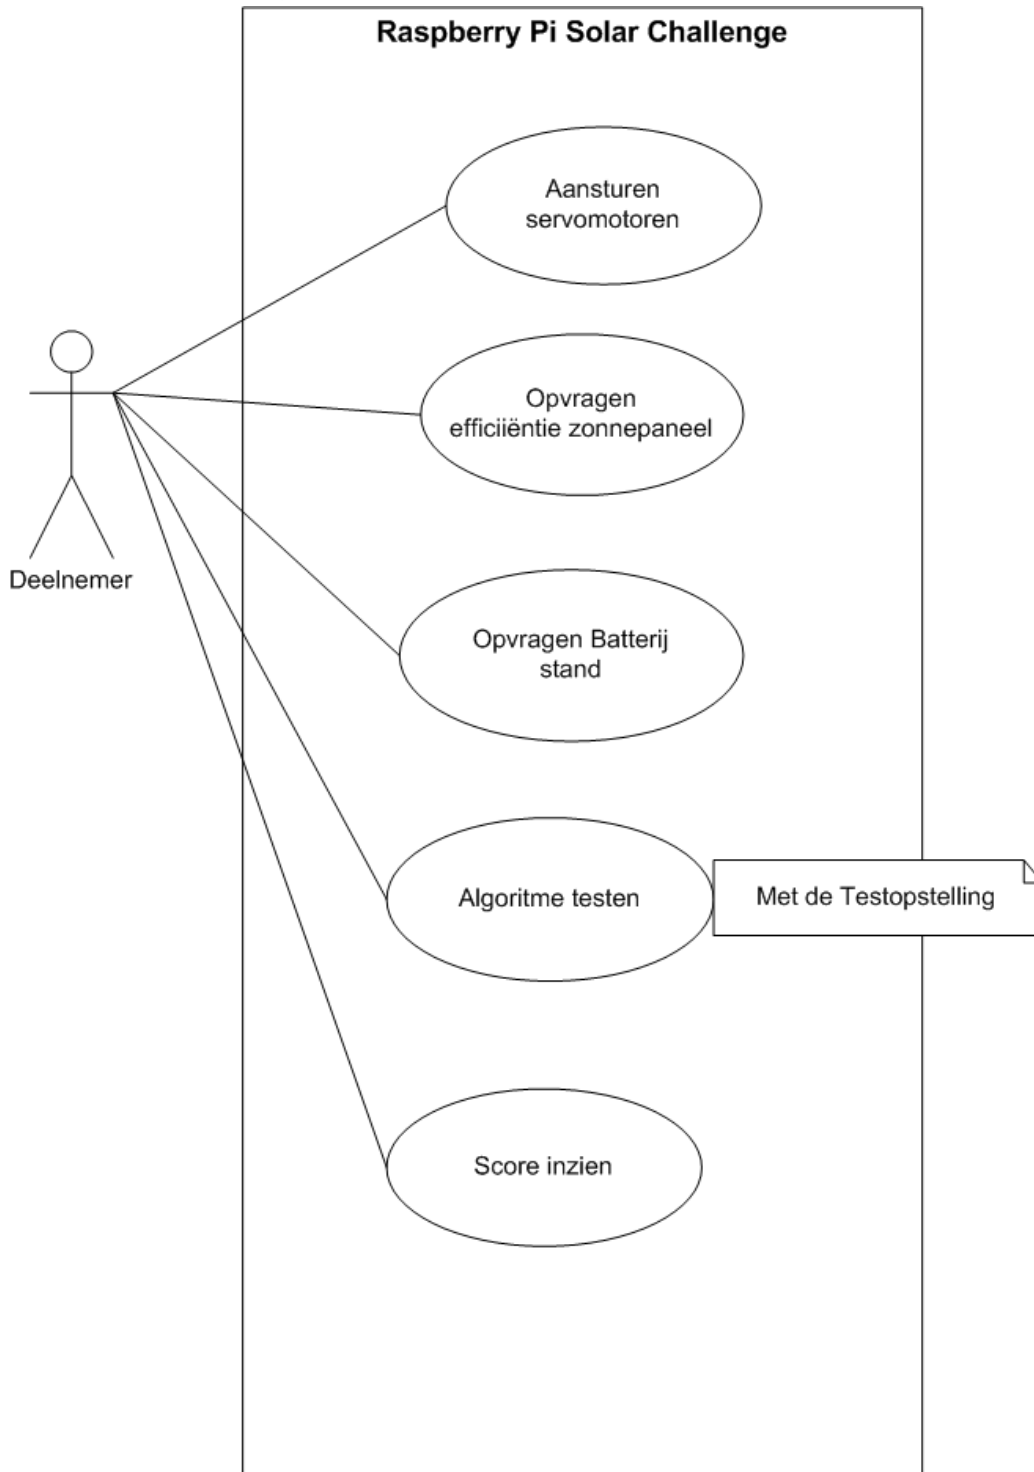 Raspberry Pi Solar Challenge
Aansturen
servomotoren
Opvragen
efficiiëntie zonnepaneel
Deelnemer
Opvragen Batterij
stand
Algoritme testen
Met de Testopstelling
Score inzien